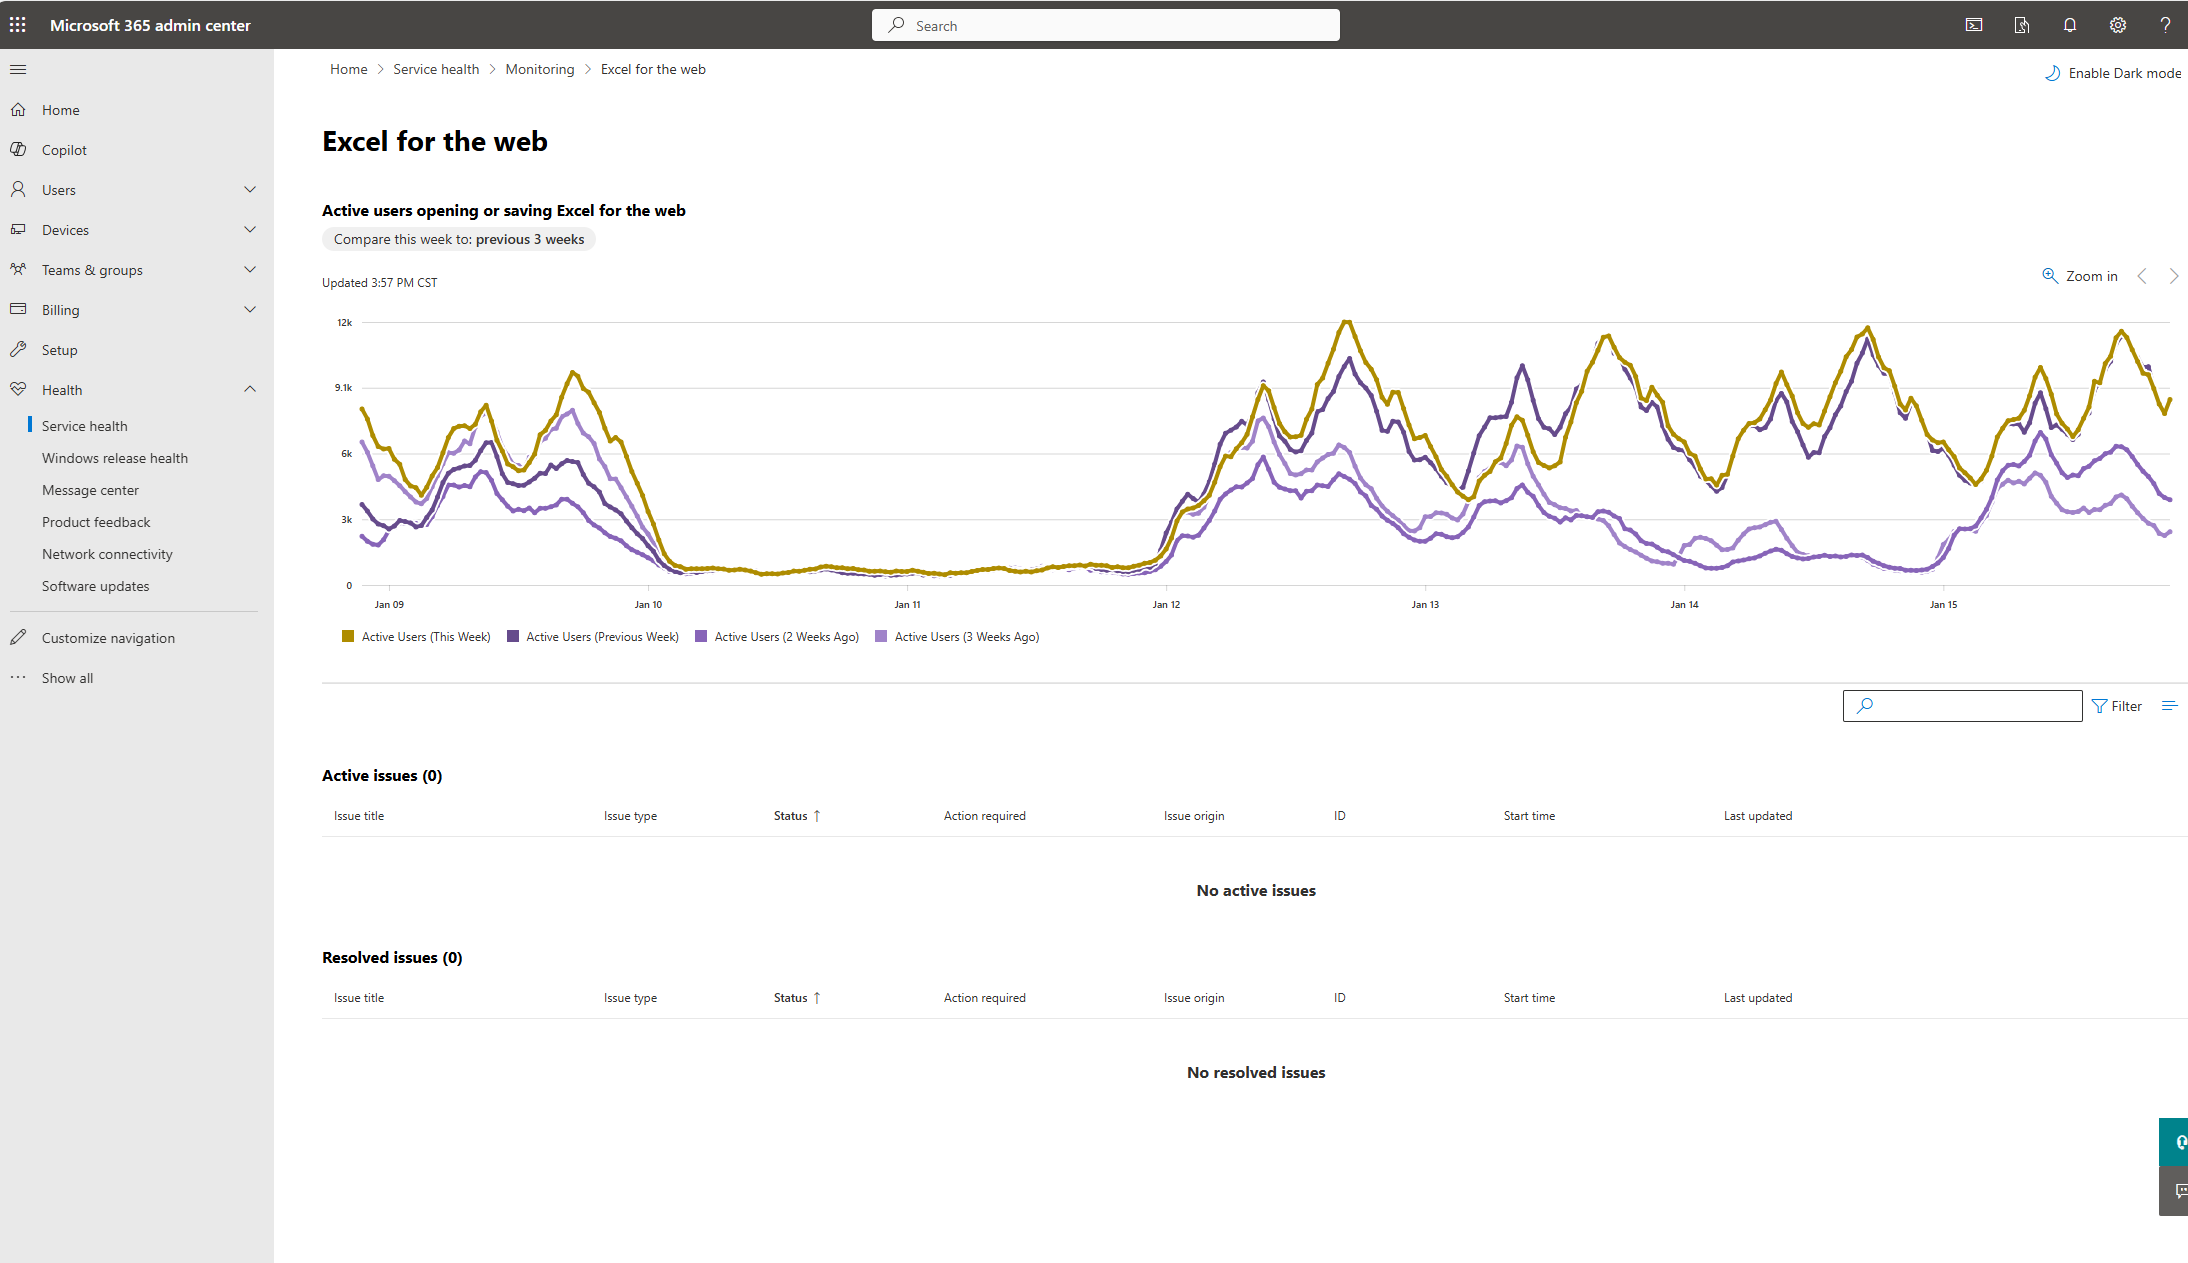 Microsoft 365 admin center
Search
Home
Copilot
Users
Devices
Teams & groups
Billing
Setup
Health
Service health
Windows release health
Message center
Product feedback
Network connectivity
Software updates
Customize navigation
Show all
Home > Service health > Monitoring > Excel for the web
Enable Dark mode
Excel for the web
Active users opening or saving Excel for the web
Compare this week to: previous 3 weeks
Updated 3:57 PM CST
Zoom in
12k
9.1k
6k
3k
0
Jan 09 Jan 10 Jan 11 Jan 12 Jan 13 Jan 14 Jan 15
Active Users (This Week) Active Users (Previous Week) Active Users (2 Weeks Ago) Active Users (3 Weeks Ago)
Filter
Active issues (0)
Issue title Issue type Status ↑ Action required Issue origin ID Start time Last updated
No active issues
Resolved issues (0)
Issue title Issue type Status ↑ Action required Issue origin ID Start time Last updated
No resolved issues